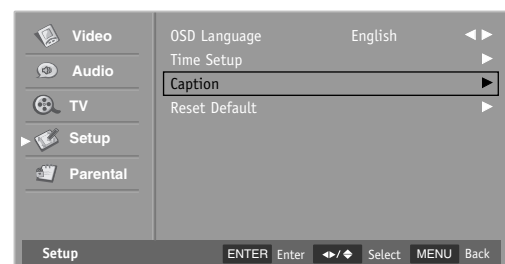 Video
Audio
TV
Setup
Parental
OSD Language English
Time Setup
Caption
Reset Default
Setup ENTER Enter / Select MENU Back